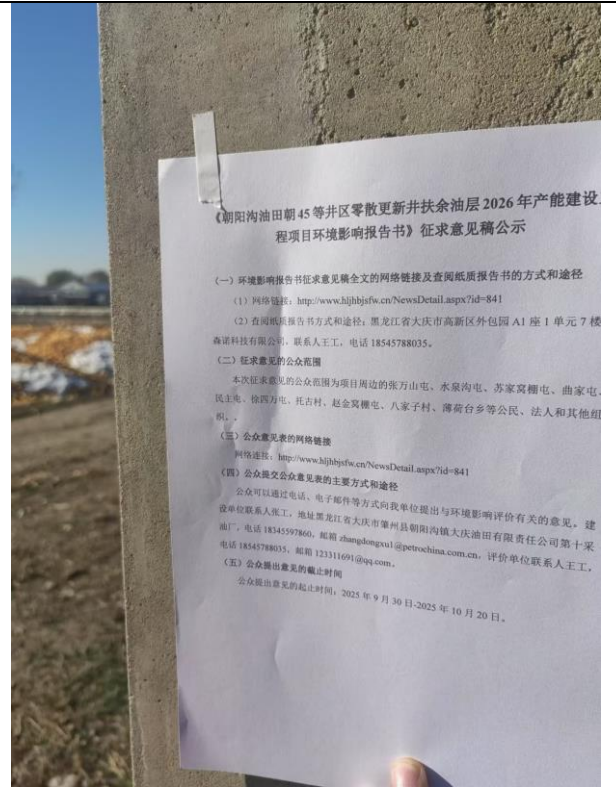 《朝阳沟油田朝45等井区零散更新井扶余油层2026年产能建设
程项目环境影响报告书》征求意见稿公示
（一）环境影响报告书征求意见稿全文的网络链接及查阅纸质报告书的方式和途径
（1）网络链接：http://www.hljhbjsfw.cn/NewsDetail.aspx?id=841
（2）查阅纸质报告书方式和途径：黑龙江省大庆市高新区外包园A1座1单元7楼
森诺科技有限公司，联系人王工，电话18545788035。
（二）征求意见的公众范围
本次征求意见的公众范围为项目周边的张万山屯、水泉沟屯、苏家窝棚屯、曲家屯、
民主屯、徐四方屯、托古村、赵金窝棚屯、八家子村、薄荷台乡等公民、法人和其他组
织。.
（三）公众意见表的网络链接
网络连接：http://www.hljhbjsfw.cn/NewsDetail.aspx?id=841
（四）公众提交公众意见表的主要方式和途径
公众可以通过电话、电子邮件等方式向我单位提出与环境影响评价有关的意见，建
设单位联系人张工，地址黑龙江省大庆市肇州县朝阳沟镇大庆油田有限责任公司第十采
油厂，电话18345597860，邮箱zhangdongxu1@petrochina.com.cn，评价单位联系人王工，
电话18545788035，邮箱123311691@qq.com。
（五）公众提出意见的截止时间
公众提出意见的起止时间：2025年9月30日-2025年10月20日。